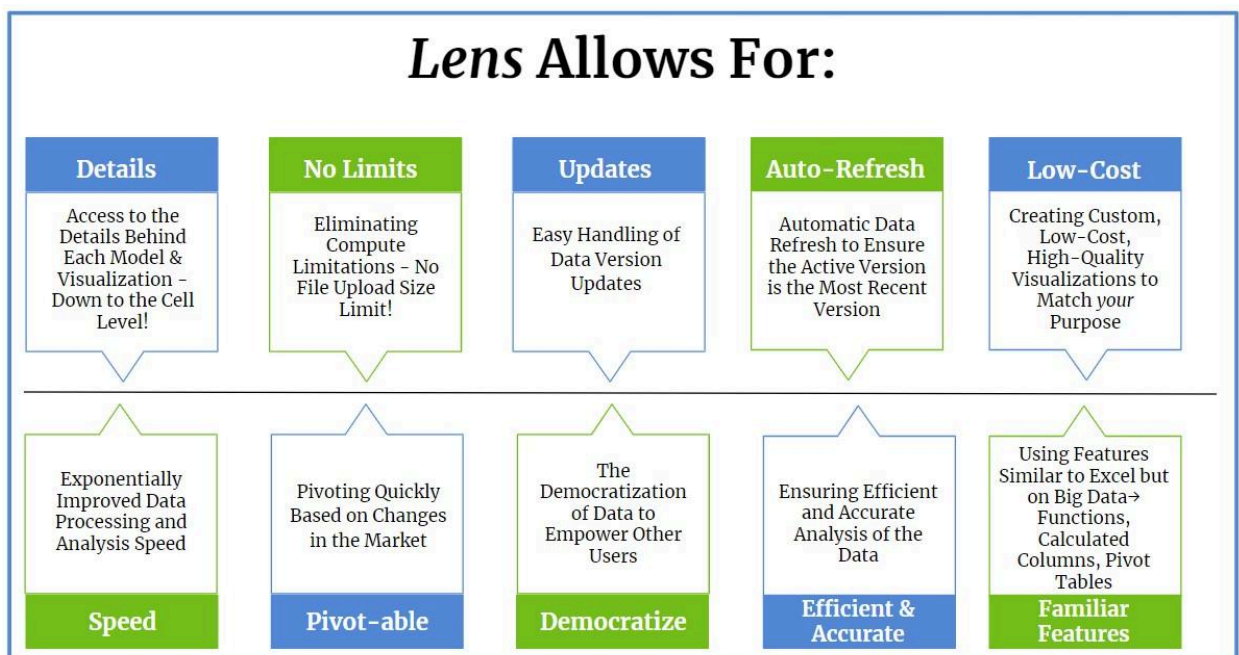 Lens Allows For:
Details
Access to the
Details Behind
Each Model &
Visualization -
Down to the Cell
Level!
No Limits
Eliminating
Compute
Limitations - No
File Upload Size
Limit!
Updates
Easy Handling of
Data Version
Updates
Auto-Refresh
Automatic Data
Refresh to Ensure
the Active Version
is the Most Recent
Version
Low-Cost
Creating Custom,
Low-Cost,
High-Quality
Visualizations to
Match your
Purpose
Exponentially
Improved Data
Processing and
Analysis Speed
Speed
Pivoting Quickly
Based on Changes
in the Market
Pivot-able
The
Democratization
of Data to
Empower Other
Users
Democratize
Ensuring Efficient
and Accurate
Analysis of the
Data
Efficient &
Accurate
Using Features
Similar to Excel but
on Big Data→
Functions,
Calculated
Columns, Pivot
Tables
Familiar
Features